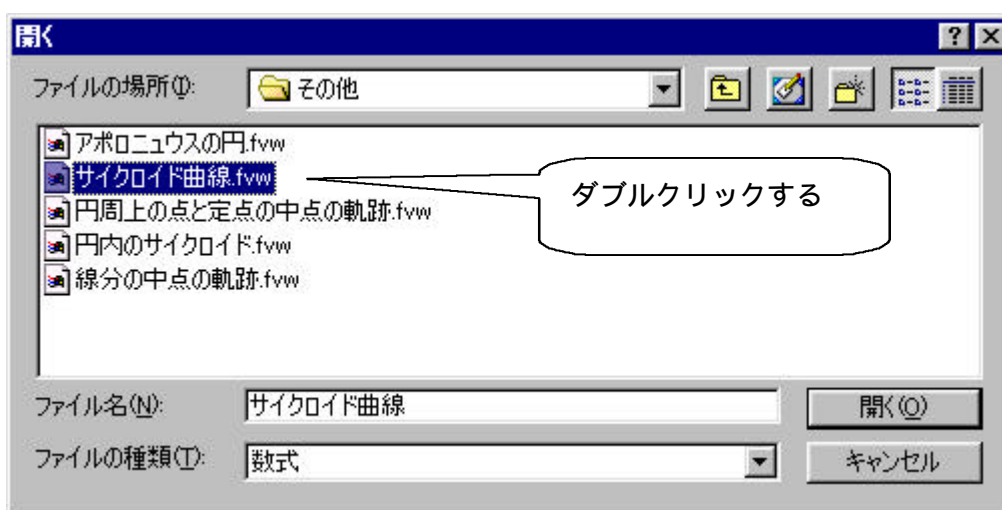 開く
ファイルの場所(I):
その他
アポロニュウスの円.fvw
サイクロイド曲線.fvw
円周上の点と定点の中点の軌跡.fvw
円内のサイクロイド.fvw
線分の中点の軌跡.fvw
ダブルクリックする
ファイル名(N):
サイクロイド曲線
開く(O)
ファイルの種類(T):
数式
キャンセル